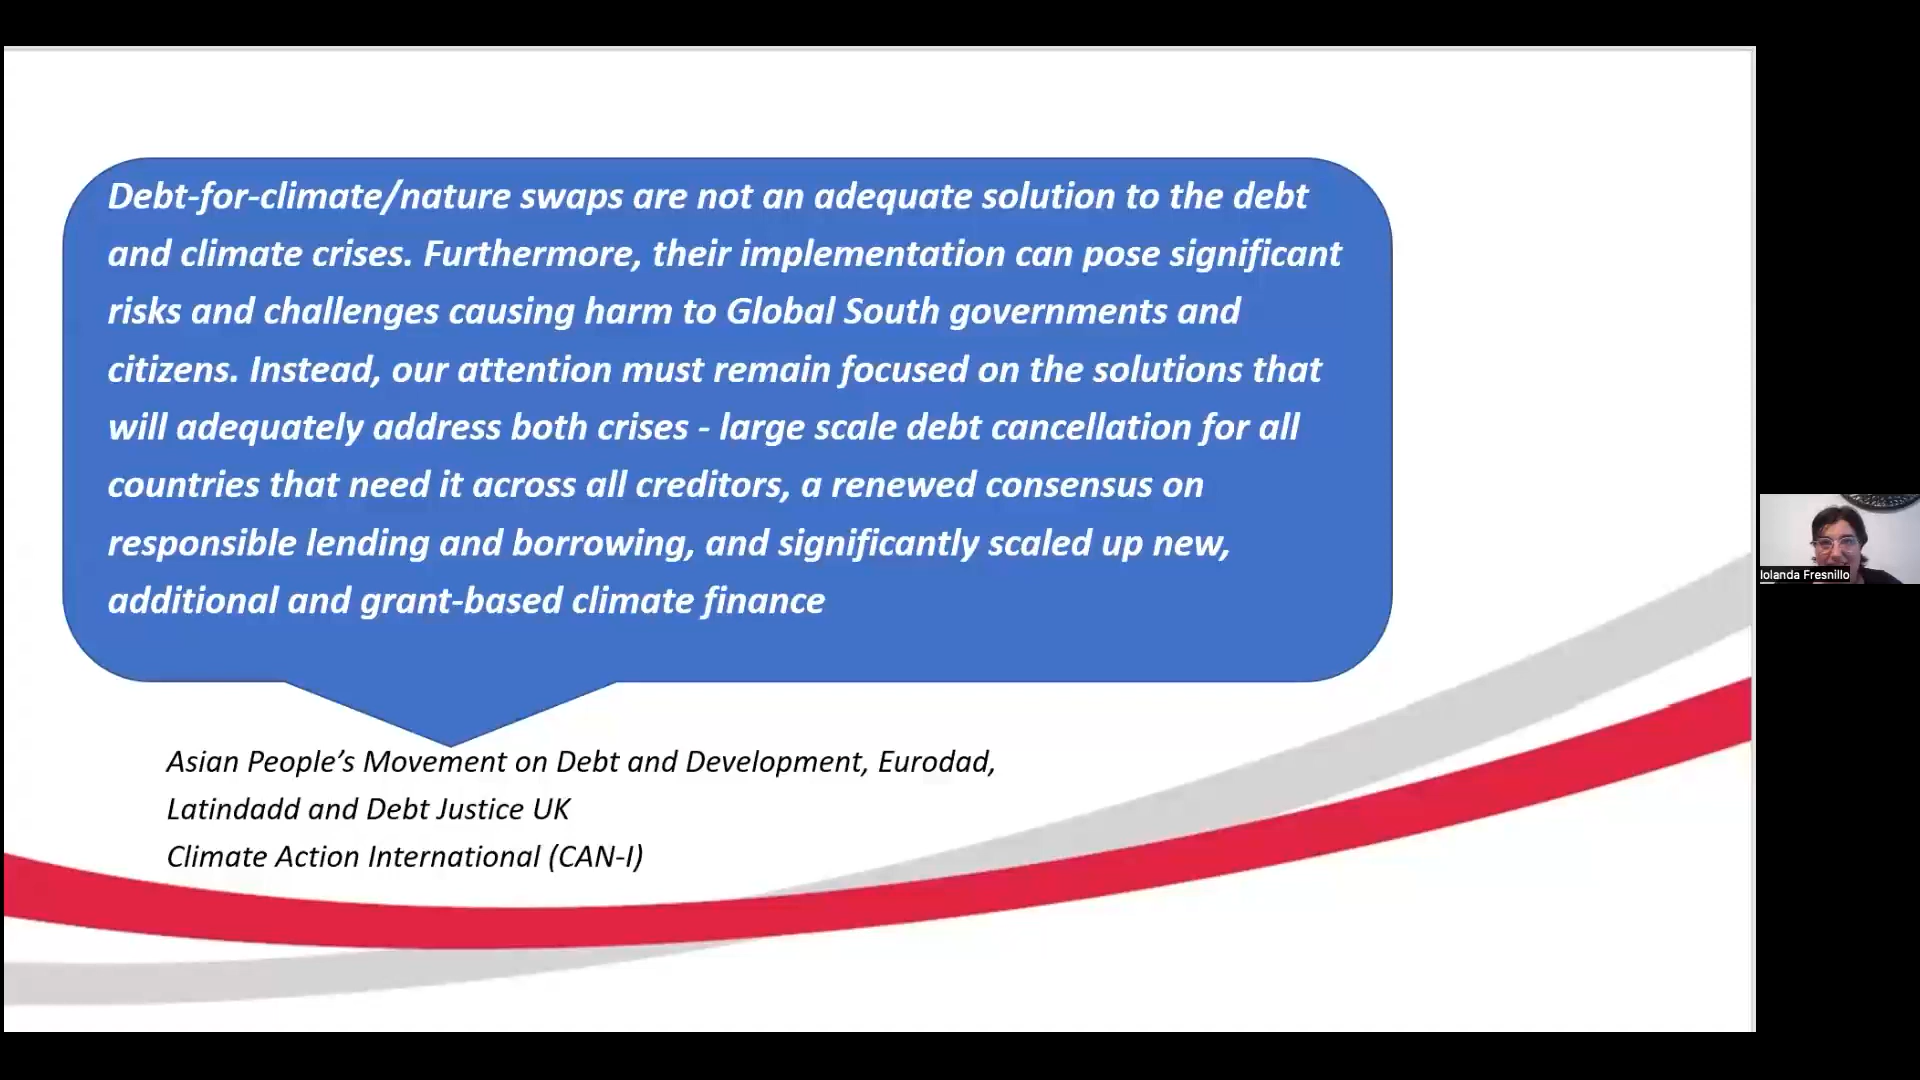 Debt-for-climate/nature swaps are not an adequate solution to the debt
and climate crises. Furthermore, their implementation can pose significant
risks and challenges causing harm to Global South governments and
citizens. Instead, our attention must remain focused on the solutions that
will adequately address both crises - large scale debt cancellation for all
countries that need it across all creditors, a renewed consensus on
responsible lending and borrowing, and significantly scaled up new,
additional and grant-based climate finance
Asian People’s Movement on Debt and Development, Eurodad,
Latindadd and Debt Justice UK
Climate Action International (CAN-I)
Iolanda Fresnillo